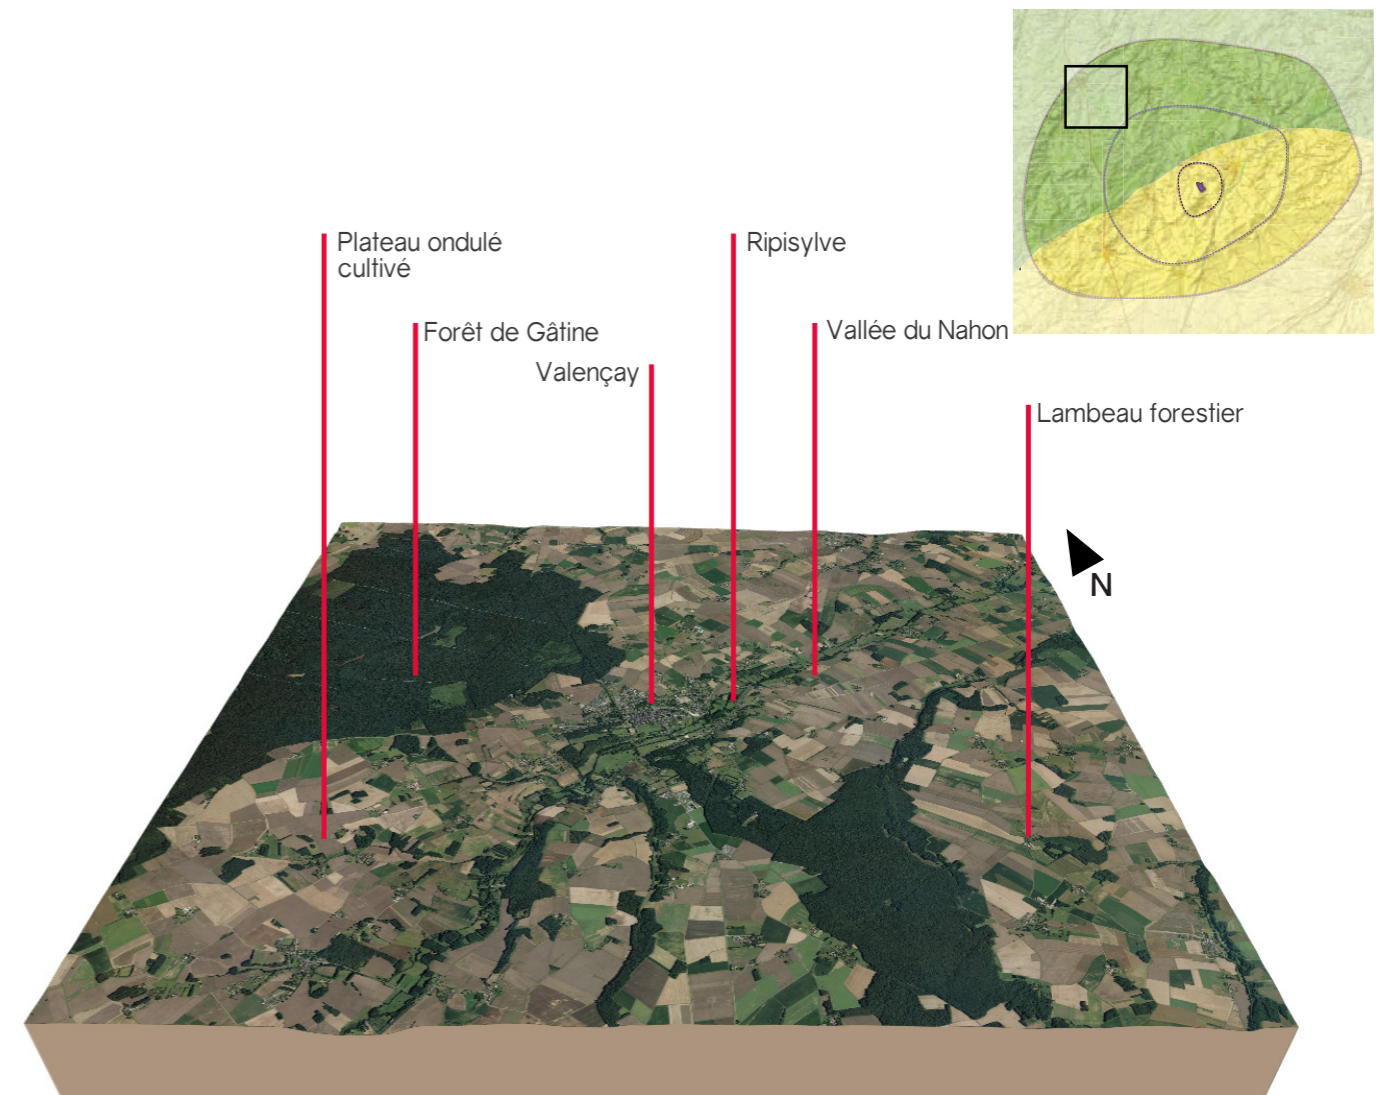 Plateau ondulé
cultivé
Ripisylve
Forêt de Gâtine
Vallée du Nahon
Valençay
Lambeau forestier
N